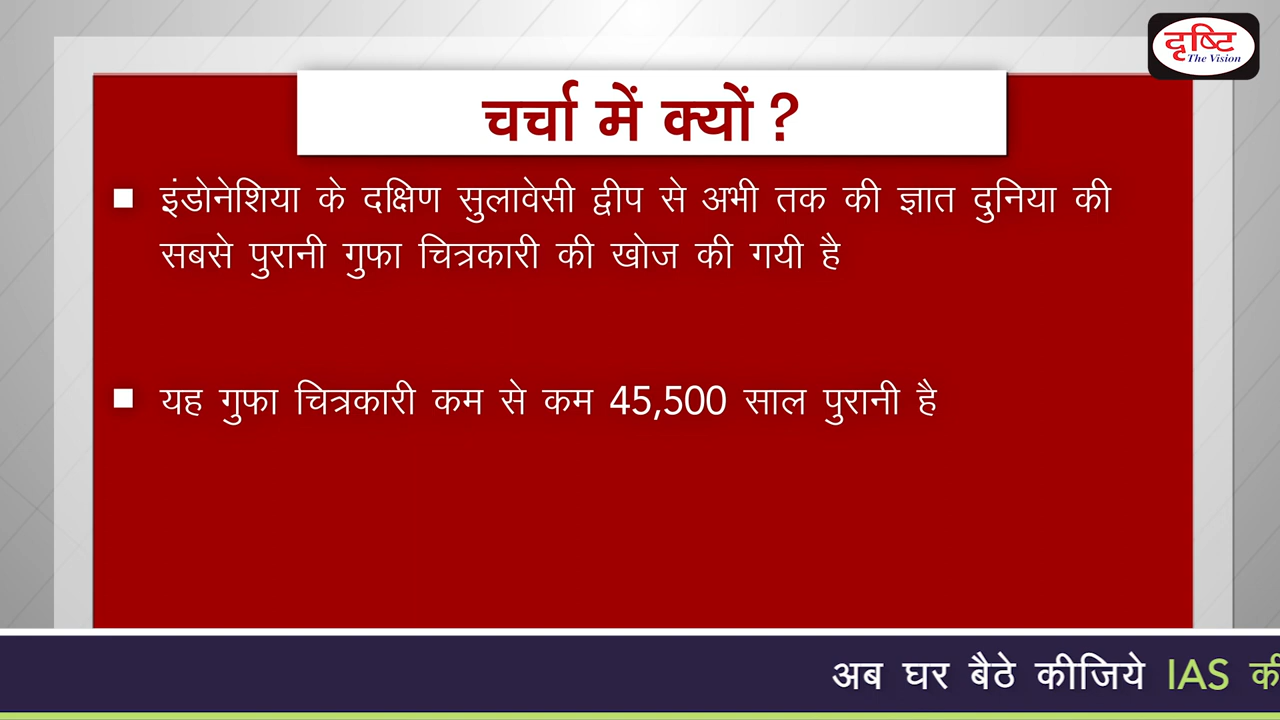 दृष्टि
The Vision
चर्चा में क्यों ?
इंडोनेशिया के दक्षिण सुलावेसी द्वीप से अभी तक की ज्ञात दुनिया की
सबसे पुरानी गुफा चित्रकारी की खोज की गयी है
यह गुफा चित्रकारी कम से कम 45,500 साल पुरानी है
अब घर बैठे कीजिये IAS की